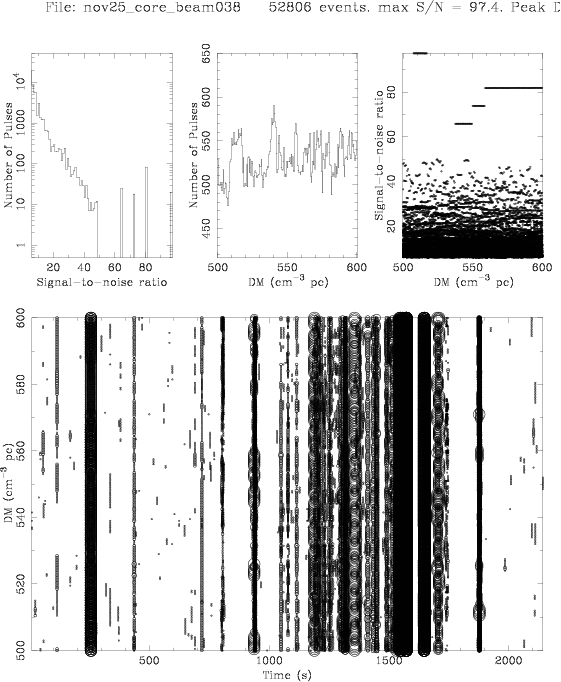 File: nov25_core_beam038 52806 events. max S/N = 97.4. Peak D
Number of Pulses
10⁴ 1000 100 10 1
20 40 60 80
Signal-to-noise ratio
Number of Pulses
650 600 550 500 450
500 550 600
DM (cm⁻³ pc)
Signal-to-noise ratio
80 60 40 20
500 550 600
DM (cm⁻³ pc)
DM (cm⁻³ pc)
600
580
560
540
520
500
500 1000 1500 2000
Time (s)